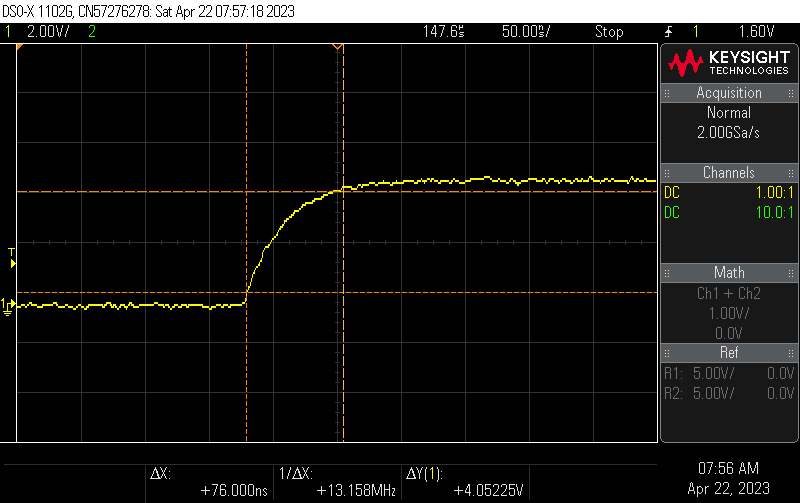 DSO-X 1102G, CN57276278: Sat Apr 22 07:57:18 2023
1 2.00V/ 2 147.6ns 50.00ns/ Stop 1 1.60V
KEYSIGHT
TECHNOLOGIES
Acquisition
Normal
2.00GSa/s
Channels
DC 1.00:1
DC 10.0:1
T
Math
1
Ch1 + Ch2
1.00V/
0.0V
Ref
R1: 5.00V/ 0.0V
R2: 5.00V/ 0.0V
ΔX: 1/ΔX: ΔY(1): 07:56 AM
+76.000ns +13.158MHz +4.05225V Apr 22, 2023